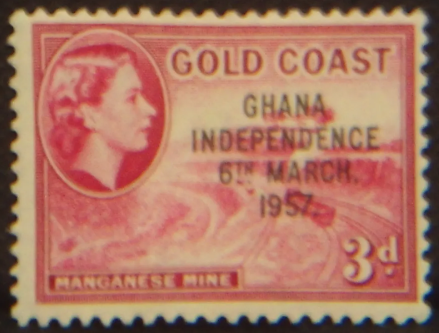 GOLD COAST
GHANA
INDEPENDENCE
6TH MARCH,
1957.
3d
MANGANESE MINE